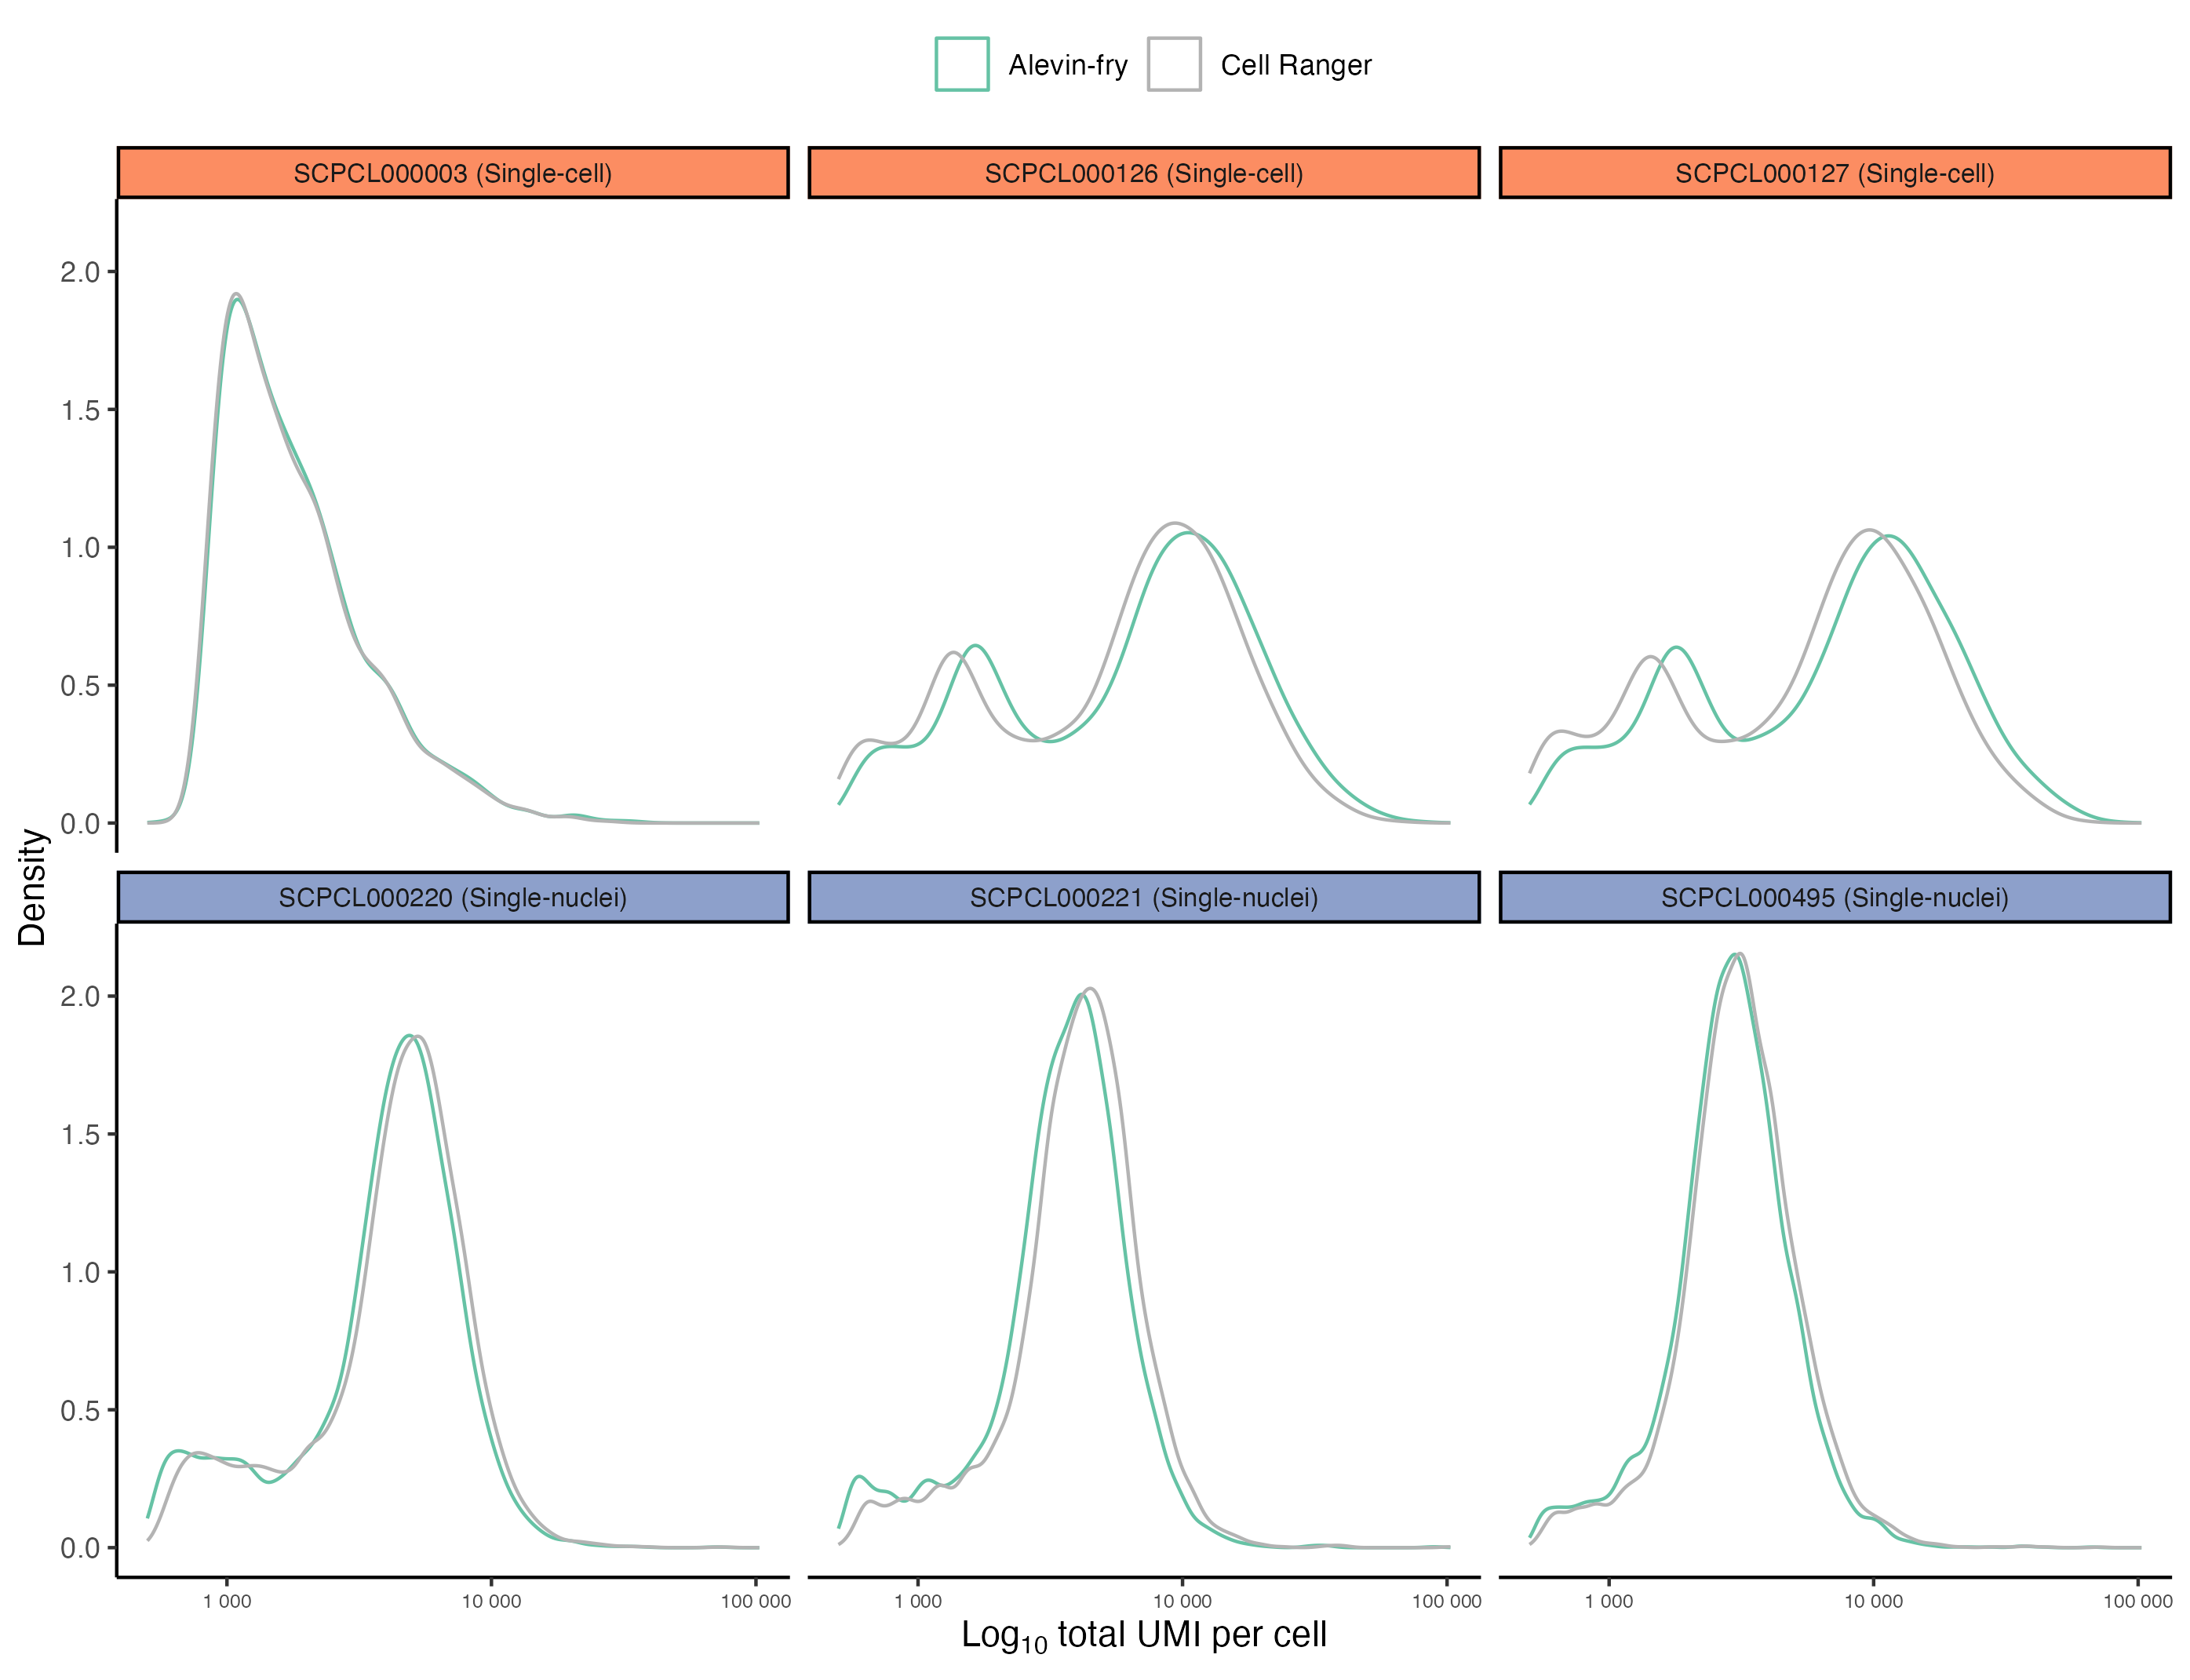 Alevin-fry Cell Ranger
SCPCL000003 (Single-cell) SCPCL000126 (Single-cell) SCPCL000127 (Single-cell)
2.0
1.5
1.0
0.5
0.0
Density
SCPCL000220 (Single-nuclei) SCPCL000221 (Single-nuclei) SCPCL000495 (Single-nuclei)
2.0
1.5
1.0
0.5
0.0
1 000 10 000 100 000 1 000 10 000 100 000 1 000 10 000 100 000
Log₁₀ total UMI per cell